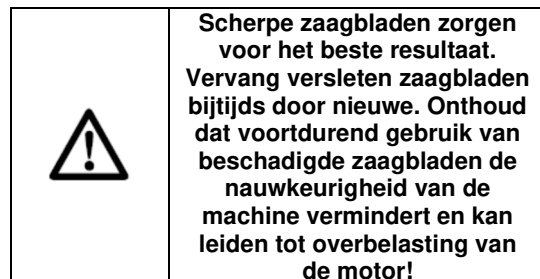 Scherpe zaagbladen zorgen
voor het beste resultaat.
Vervang versleten zaagbladen
bijtijds door nieuwe. Onthoud
dat voortdurend gebruik van
beschadigde zaagbladen de
nauwkeurigheid van de
machine vermindert en kan
leiden tot overbelasting van
de motor!